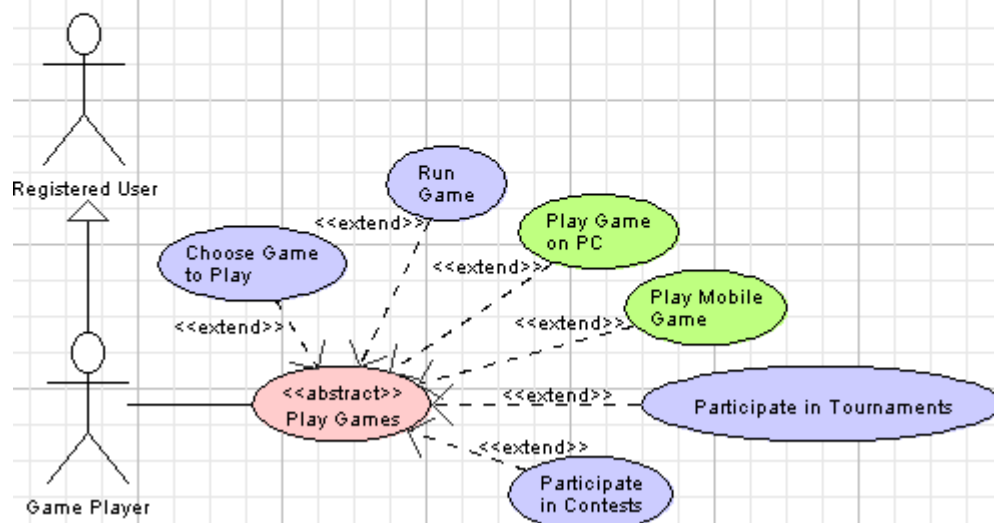 Registered User
Run
Game
<<extend>>
Play Game
on PC
Choose Game
to Play
<<extend>>
Play Mobile
Game
<<extend>>
<<extend>>
<<abstract>>
Play Games
<<extend>>
Participate in Tournaments
<<extend>>
Participate
in Contests
Game Player